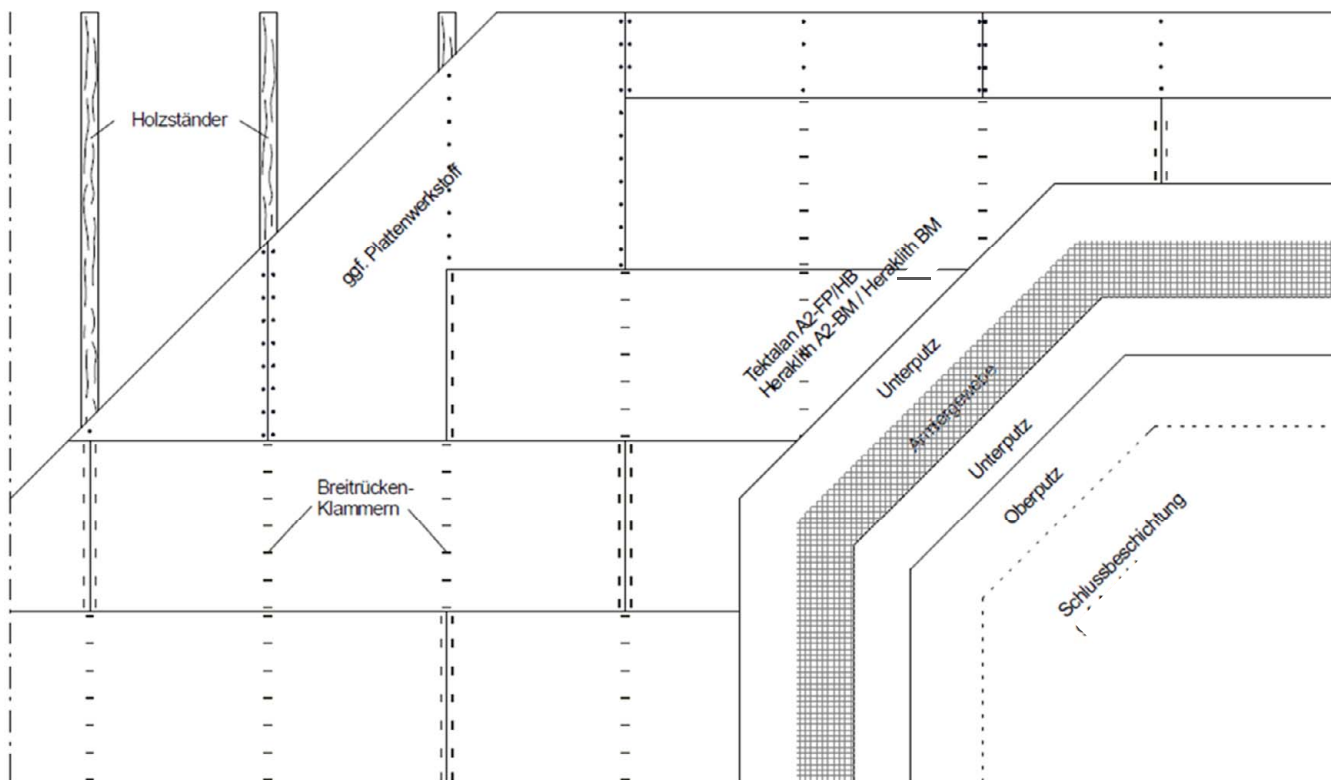 Holzständer
ggf. Plattenwerkstoff
Tektalan A2-FP/HB
Heraklith A2-BM / Heraklith BM
Unterputz
Armiergewebe
Unterputz
Oberputz
Schlussbeschichtung
Breitrücken-
Klammern